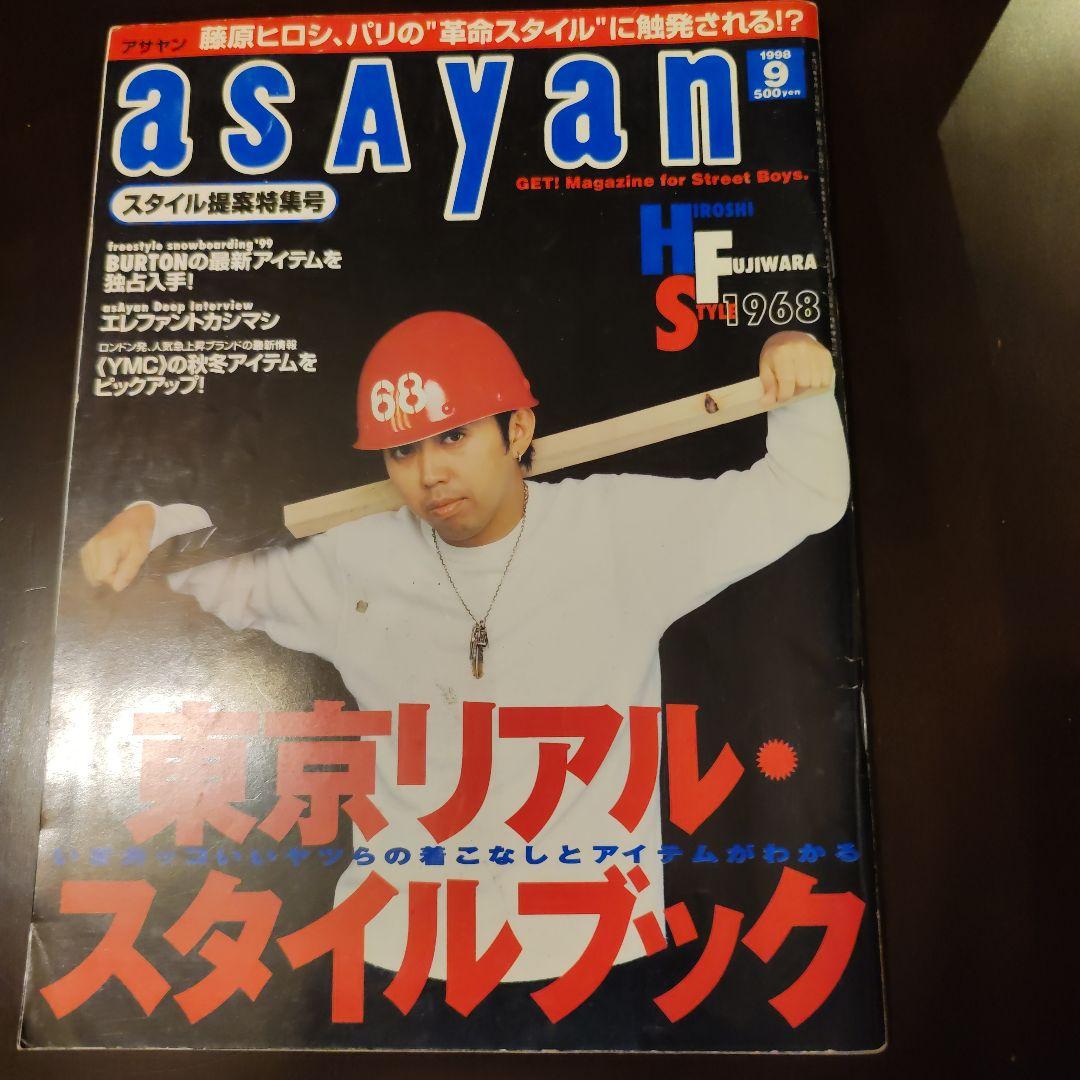 アサヤン 藤原ヒロシ、パリの"革命スタイル"に触発される!?
asAyan
1998
9
500yen
GET! Magazine for Street Boys.
スタイル提案特集号
HIROSHI
FUJIWARA
STYLE 1968
freestyle snowboarding '99
BURTONの最新アイテムを
独占入手!
asAyan Deep Interview
エレファントカシマシ
ロンドン発、人気急上昇ブランドの最新情報
《YMC》の秋冬アイテムを
ピックアップ!
68
東京リアル・
いまカッコいいヤツらの着こなしとアイテムがわかる
スタイルブック